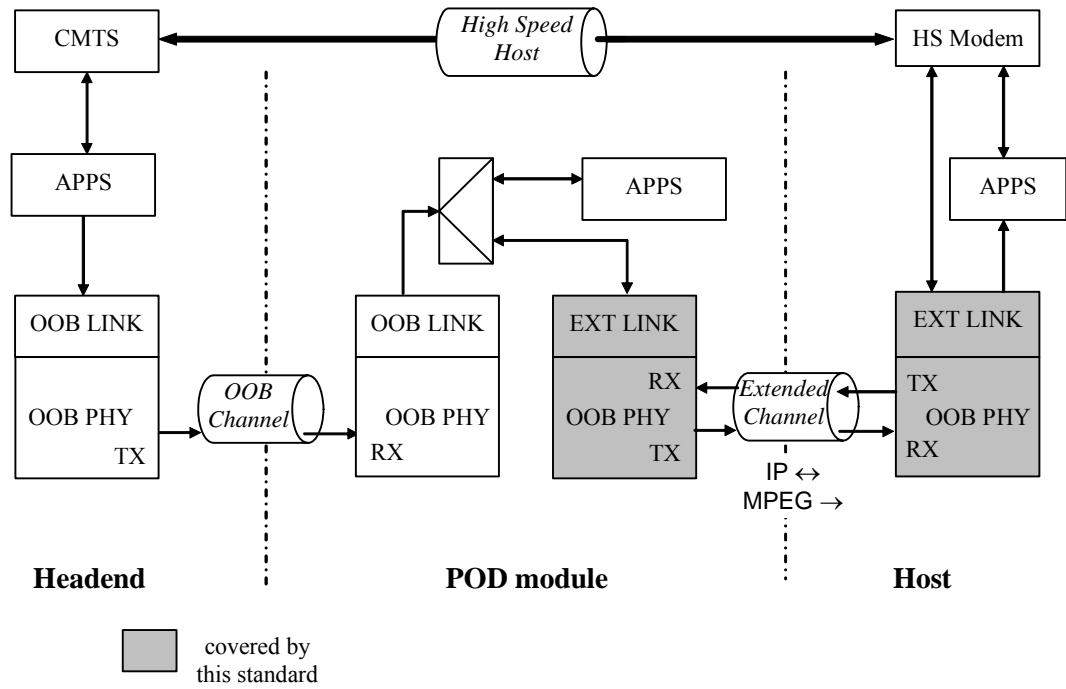 CMTS
High Speed
Host
HS Modem
APPS
APPS
APPS
OOB LINK
OOB LINK
EXT LINK
EXT LINK
OOB PHY
TX
OOB
Channel
OOB PHY
RX
RX
OOB PHY
TX
Extended
Channel
TX
OOB PHY
RX
IP ↔
MPEG →
Headend
POD module
Host
covered by
this standard